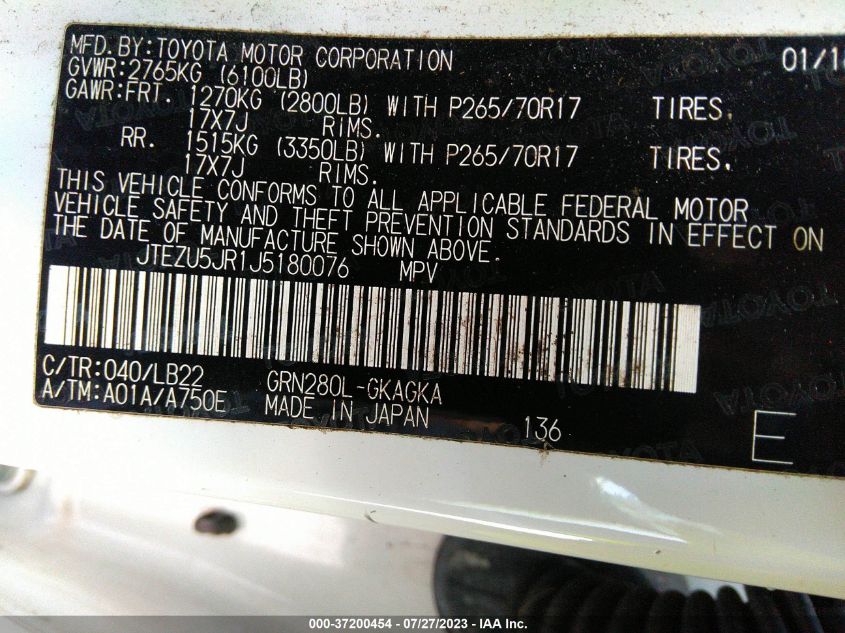 MFD.BY:TOYOTA MOTOR CORPORATION 01/1
GVWR:2765KG (6100LB)
GAWR:FRT. 1270KG (2800LB) WITH P265/70R17 TIRES.
17X7J RIMS.
RR. 1515KG (3350LB) WITH P265/70R17 TIRES.
17X7J RIMS.
THIS VEHICLE CONFORMS TO ALL APPLICABLE FEDERAL MOTOR
VEHICLE SAFETY AND THEFT PREVENTION STANDARDS IN EFFECT ON
THE DATE OF MANUFACTURE SHOWN ABOVE.
JTEZU5JR1J5180076 MPV
C/TR:040/LB22 GRN280L-GKAGKA
A/TM:A01A/A750E MADE IN JAPAN 136 E
000-37200454 - 07/27/2023 - IAA Inc.